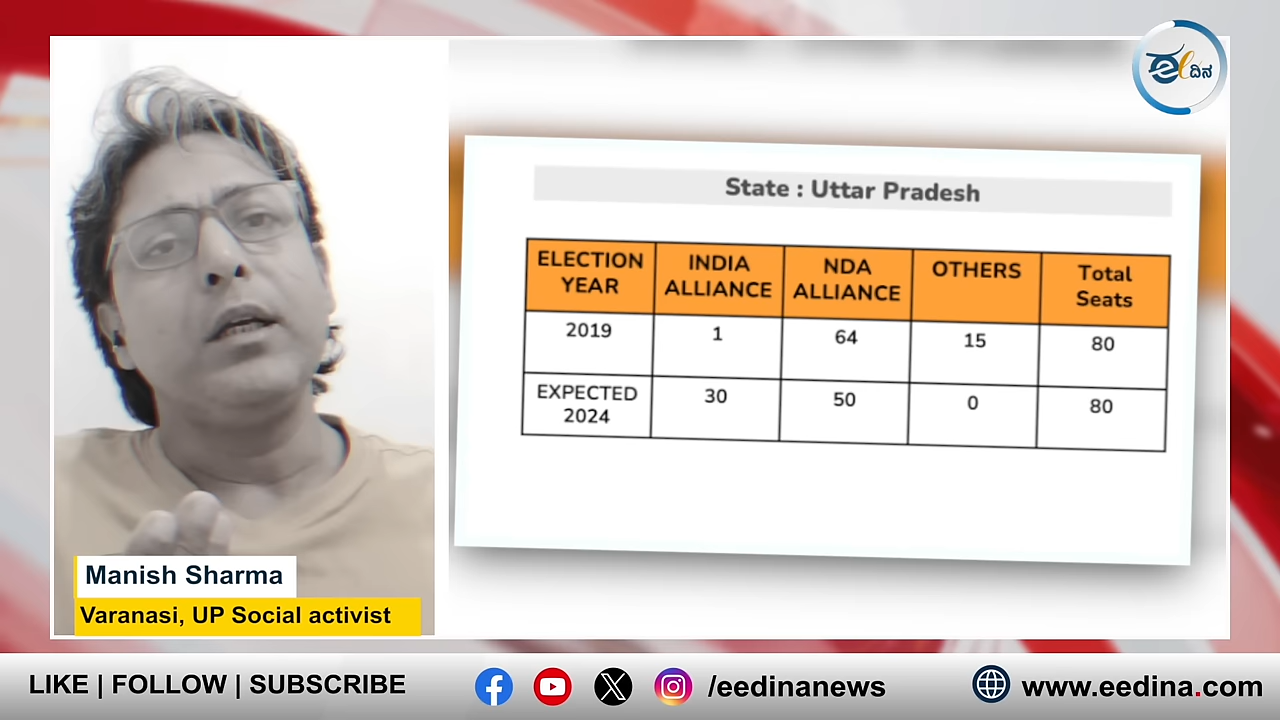 eಲ ದಿನ
State : Uttar Pradesh
ELECTION YEAR | INDIA ALLIANCE | NDA ALLIANCE | OTHERS | Total Seats
2019 | 1 | 64 | 15 | 80
EXPECTED 2024 | 30 | 50 | 0 | 80
Manish Sharma
Varanasi, UP Social activist
LIKE | FOLLOW | SUBSCRIBE
/eedinanews
www.eedina.com